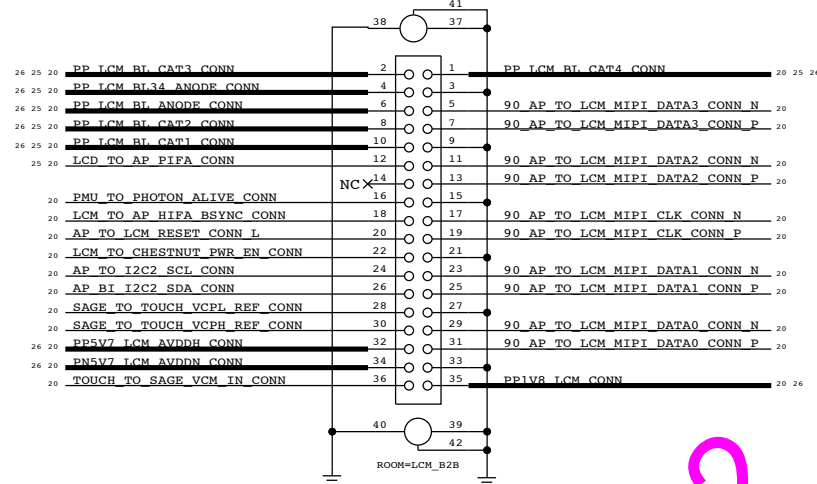 41
38 37
26 25 20 PP_LCM_BL_CAT3_CONN 2 1 PP_LCM_BL_CAT4_CONN 20 25 26
PP_LCM_BL34_ANODE_CONN 4 3
26 25 20 PP_LCM_BL_ANODE_CONN 6 5 90_AP_TO_LCM_MIPI_DATA3_CONN_N 20
26 25 20 PP_LCM_BL_CAT2_CONN 8 7 90_AP_TO_LCM_MIPI_DATA3_CONN_P 20
26 25 20 PP_LCM_BL_CAT1_CONN 10 9
25 20 LCD_TO_AP_PIFA_CONN 12 11 90_AP_TO_LCM_MIPI_DATA2_CONN_N 20
NC 14 13 90_AP_TO_LCM_MIPI_DATA2_CONN_P 20
20 PMU_TO_PHOTON_ALIVE_CONN 16 15
20 LCM_TO_AP_HIFA_BSYNC_CONN 18 17 90_AP_TO_LCM_MIPI_CLK_CONN_N 20
20 AP_TO_LCM_RESET_CONN_L 20 19 90_AP_TO_LCM_MIPI_CLK_CONN_P 20
20 LCM_TO_CHESTNUT_PWR_EN_CONN 22 21
20 AP_TO_I2C2_SCL_CONN 24 23 90_AP_TO_LCM_MIPI_DATA1_CONN_N 20
20 AP_BI_I2C2_SDA_CONN 26 25 90_AP_TO_LCM_MIPI_DATA1_CONN_P 20
20 SAGE_TO_TOUCH_VCPL_REF_CONN 28 27
20 SAGE_TO_TOUCH_VCPH_REF_CONN 30 29 90_AP_TO_LCM_MIPI_DATA0_CONN_N 20
26 20 PP5V7_LCM_AVDDH_CONN 32 31 90_AP_TO_LCM_MIPI_DATA0_CONN_P 20
26 20 PN5V7_LCM_AVDDN_CONN 34 33
20 TOUCH_TO_SAGE_VCM_IN_CONN 36 35 PP1V8_LCM_CONN 20 26
40 39
42
ROOM=LCM_B2B